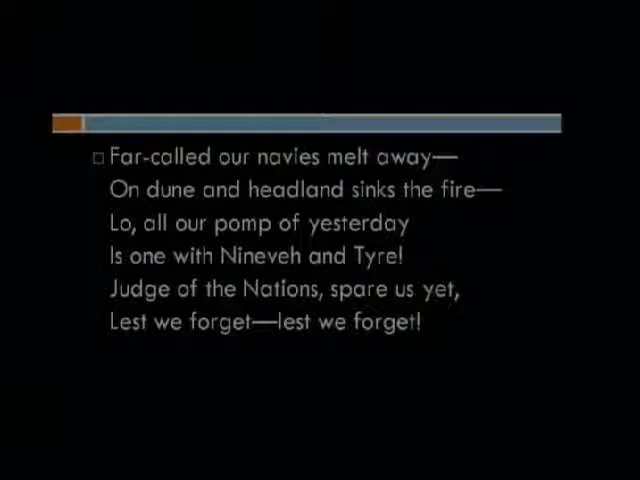 Far-called our navies melt away—
On dune and headland sinks the fire—
Lo, all our pomp of yesterday
Is one with Nineveh and Tyre!
Judge of the Nations, spare us yet,
Lest we forget—lest we forget!